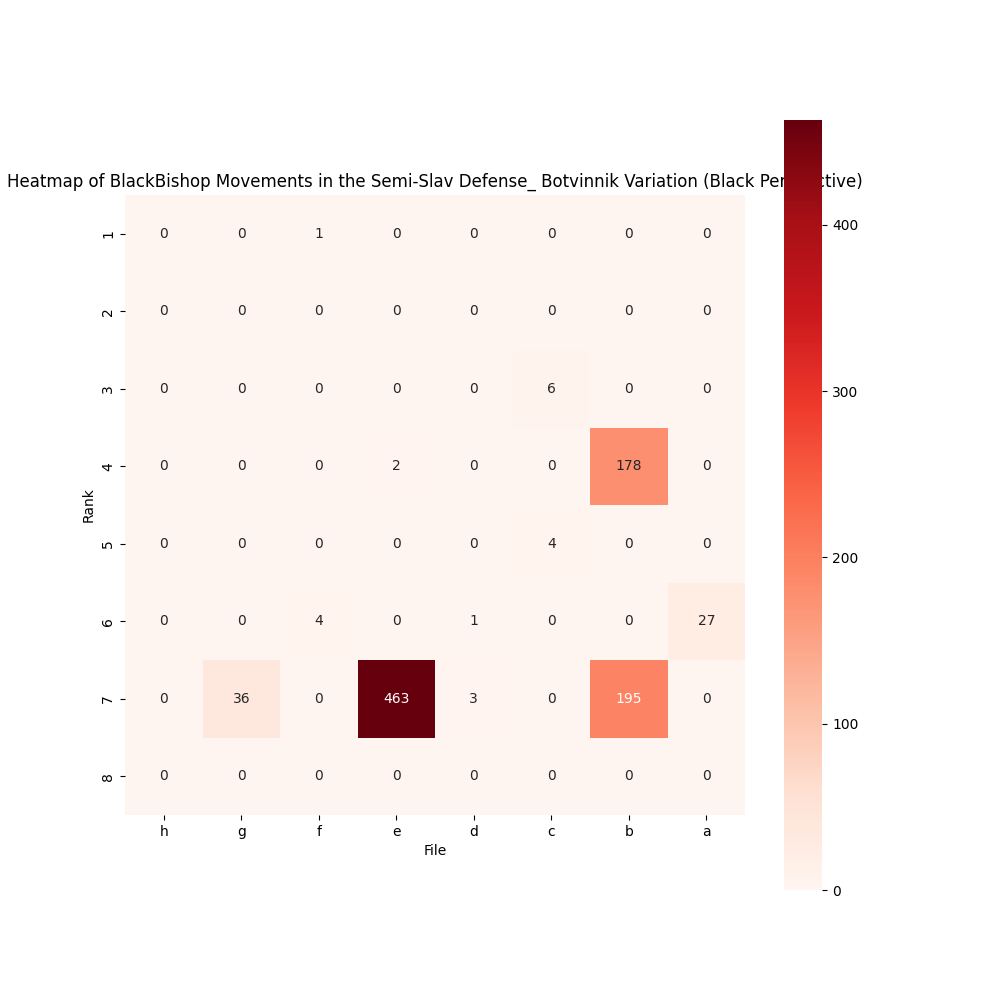 Heatmap of BlackBishop Movements in the Semi-Slav Defense_ Botvinnik Variation (Black Perspective)
400
1 0 0 1 0 0 0 0 0
2 0 0 0 0 0 0 0 0
3 0 0 0 0 0 6 0 0
300
4 0 0 0 2 0 0 178 0
Rank
5 0 0 0 0 0 4 0 0
200
6 0 0 4 0 1 0 0 27
7 0 36 0 463 3 0 195 0
100
8 0 0 0 0 0 0 0 0
h g f e d c b a
File
0